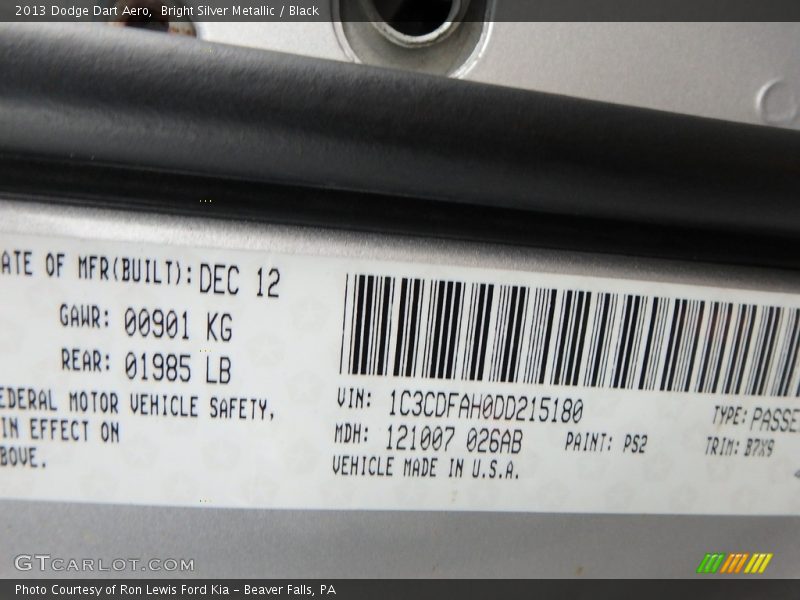 2013 Dodge Dart Aero, Bright Silver Metallic / Black
ATE OF MFR(BUILT): DEC 12
GAWR: 00901 KG
REAR: 01985 LB
EDERAL MOTOR VEHICLE SAFETY,
IN EFFECT ON
BOVE.
VIN: 1C3CDFAH0DD215180
MDH: 121007 026AB PAINT: PS2
VEHICLE MADE IN U.S.A.
TYPE: PASSE
TRIM: B7X9
GTCARLOT.COM
Photo Courtesy of Ron Lewis Ford Kia - Beaver Falls, PA